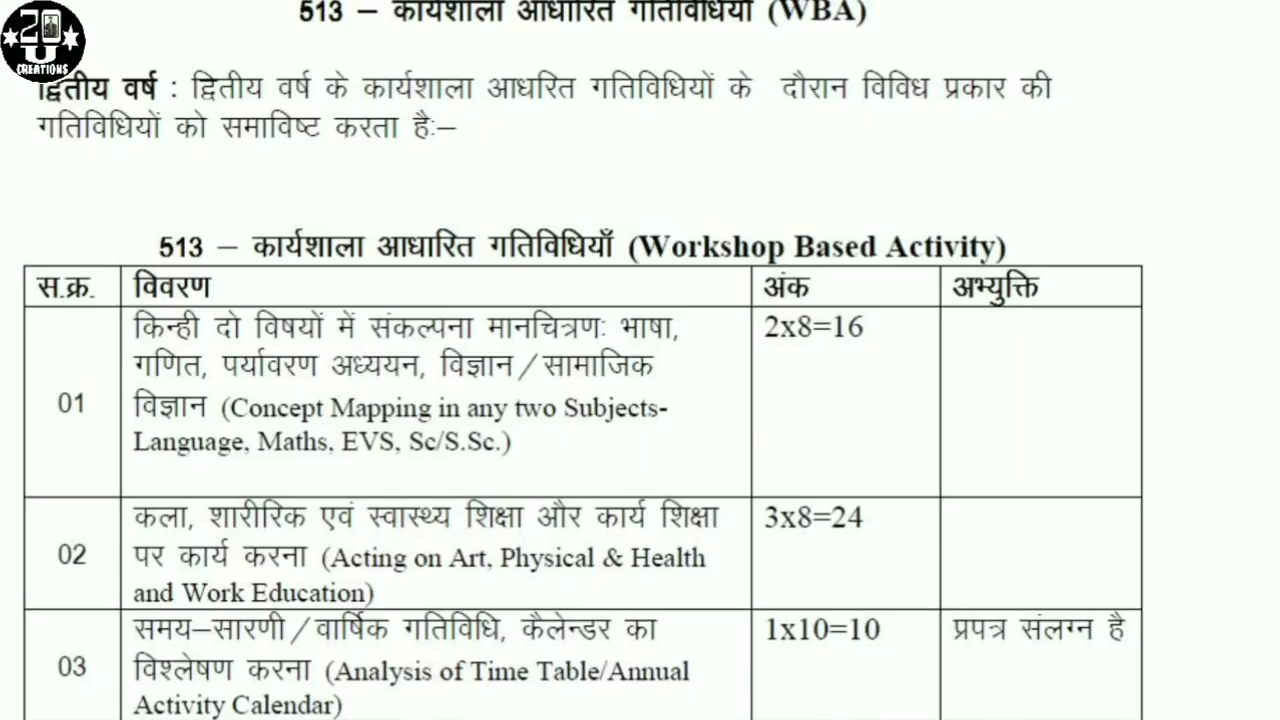 513 – कार्यशाला आधारित गतिविधियाँ (WBA)
20
U
CREATIONS
द्वितीय वर्ष : द्वितीय वर्ष के कार्यशाला आधरित गतिविधियों के दौरान विविध प्रकार की
गतिविधियों को समाविष्ट करता है:–
513 – कार्यशाला आधारित गतिविधियाँ (Workshop Based Activity)
स.क्र. विवरण अंक अभ्युक्ति
किन्ही दो विषयों में संकल्पना मानचित्रण: भाषा, 2x8=16
गणित, पर्यावरण अध्ययन, विज्ञान/सामाजिक
01 विज्ञान (Concept Mapping in any two Subjects-
Language, Maths, EVS, Sc/S.Sc.)
कला, शारीरिक एवं स्वास्थ्य शिक्षा और कार्य शिक्षा 3x8=24
02 पर कार्य करना (Acting on Art, Physical & Health
and Work Education)
समय–सारणी/वार्षिक गतिविधि, कैलेन्डर का 1x10=10 प्रपत्र संलग्न है
03 विश्लेषण करना (Analysis of Time Table/Annual
Activity Calendar)